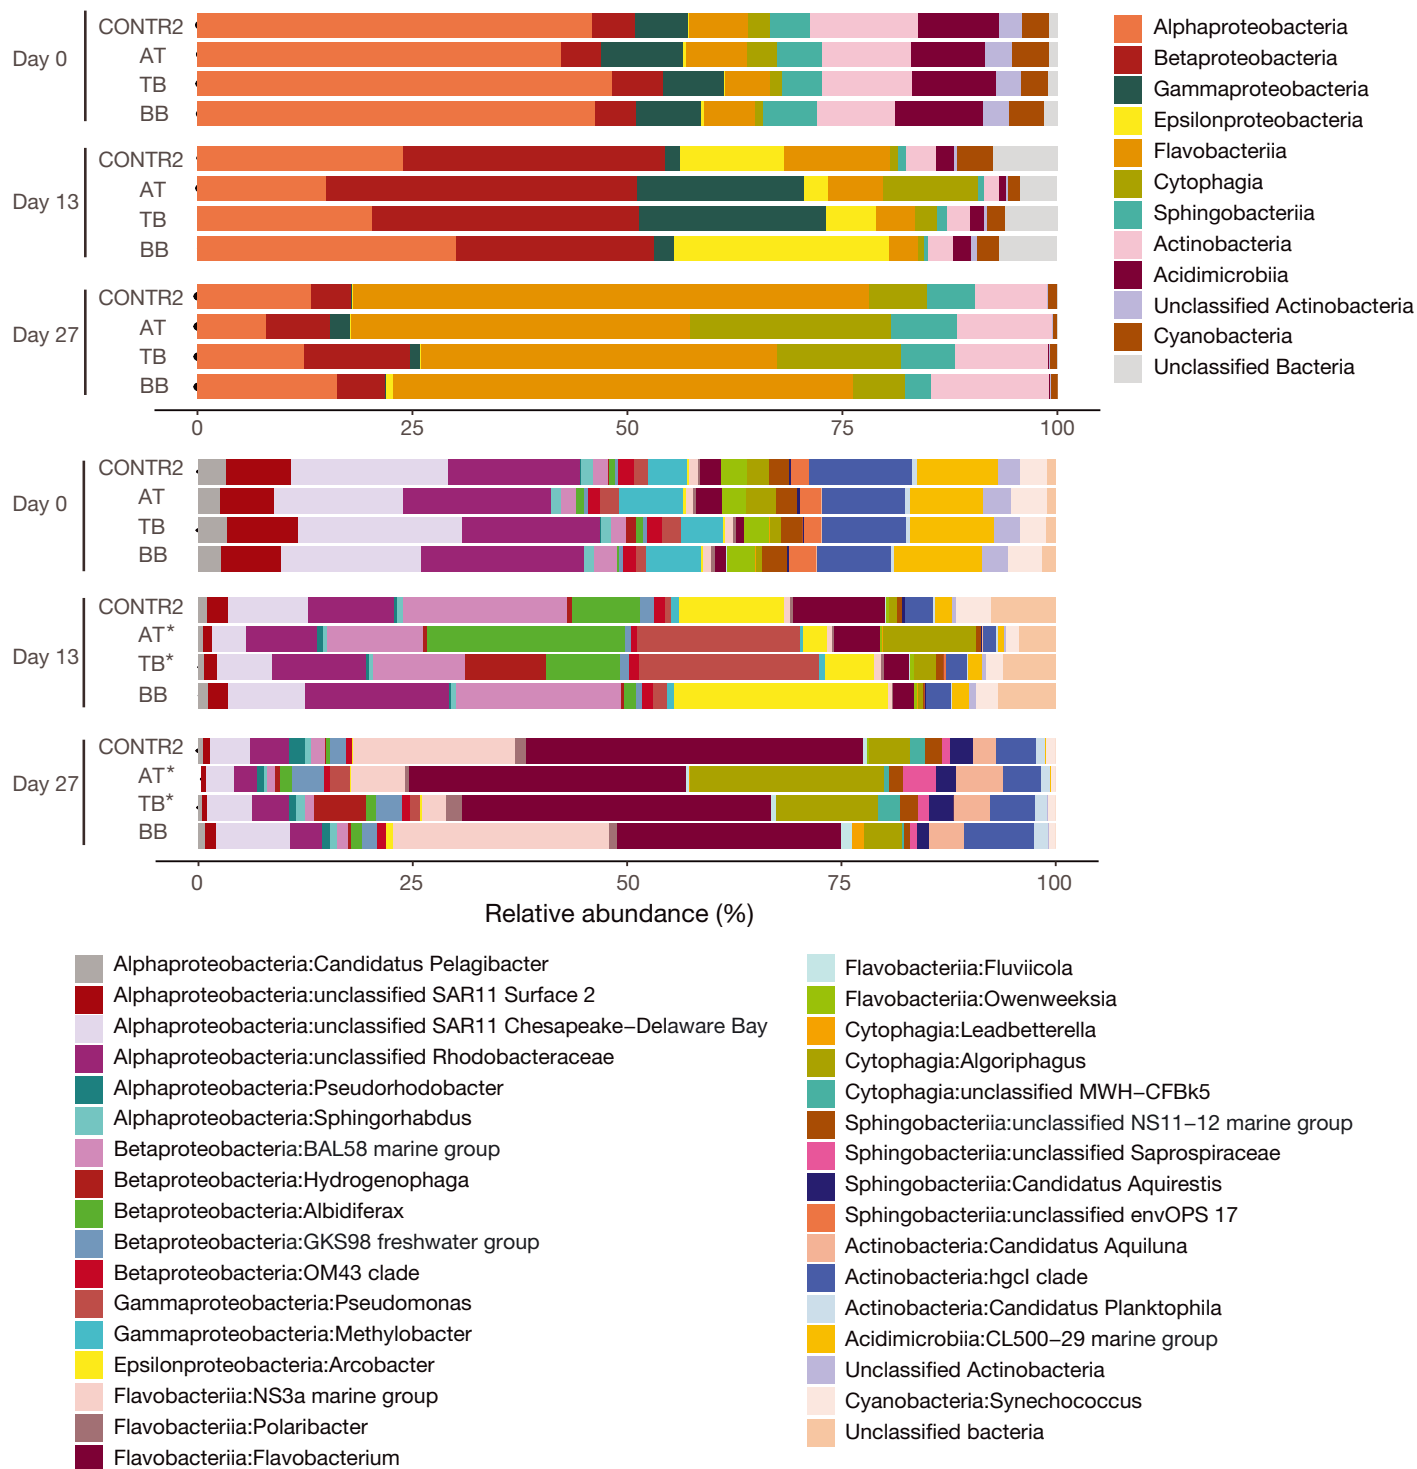 Day 0
CONTR2
AT
TB
BB
Day 13
CONTR2
AT
TB
BB
Day 27
CONTR2
AT
TB
BB
0 25 50 75 100
Alphaproteobacteria
Betaproteobacteria
Gammaproteobacteria
Epsilonproteobacteria
Flavobacteriia
Cytophagia
Sphingobacteriia
Actinobacteria
Acidimicrobiia
Unclassified Actinobacteria
Cyanobacteria
Unclassified Bacteria
Day 0
CONTR2
AT
TB
BB
Day 13
CONTR2
AT*
TB*
BB
Day 27
CONTR2
AT*
TB*
BB
0 25 50 75 100
Relative abundance (%)
Alphaproteobacteria:Candidatus Pelagibacter
Alphaproteobacteria:unclassified SAR11 Surface 2
Alphaproteobacteria:unclassified SAR11 Chesapeake−Delaware Bay
Alphaproteobacteria:unclassified Rhodobacteraceae
Alphaproteobacteria:Pseudorhodobacter
Alphaproteobacteria:Sphingorhabdus
Betaproteobacteria:BAL58 marine group
Betaproteobacteria:Hydrogenophaga
Betaproteobacteria:Albidiferax
Betaproteobacteria:GKS98 freshwater group
Betaproteobacteria:OM43 clade
Gammaproteobacteria:Pseudomonas
Gammaproteobacteria:Methylobacter
Epsilonproteobacteria:Arcobacter
Flavobacteriia:NS3a marine group
Flavobacteriia:Polaribacter
Flavobacteriia:Flavobacterium
Flavobacteriia:Fluviicola
Flavobacteriia:Owenweeksia
Cytophagia:Leadbetterella
Cytophagia:Algoriphagus
Cytophagia:unclassified MWH−CFBk5
Sphingobacteriia:unclassified NS11−12 marine group
Sphingobacteriia:unclassified Saprospiraceae
Sphingobacteriia:Candidatus Aquirestis
Sphingobacteriia:unclassified envOPS 17
Actinobacteria:Candidatus Aquiluna
Actinobacteria:hgcI clade
Actinobacteria:Candidatus Planktophila
Acidimicrobiia:CL500−29 marine group
Unclassified Actinobacteria
Cyanobacteria:Synechococcus
Unclassified bacteria